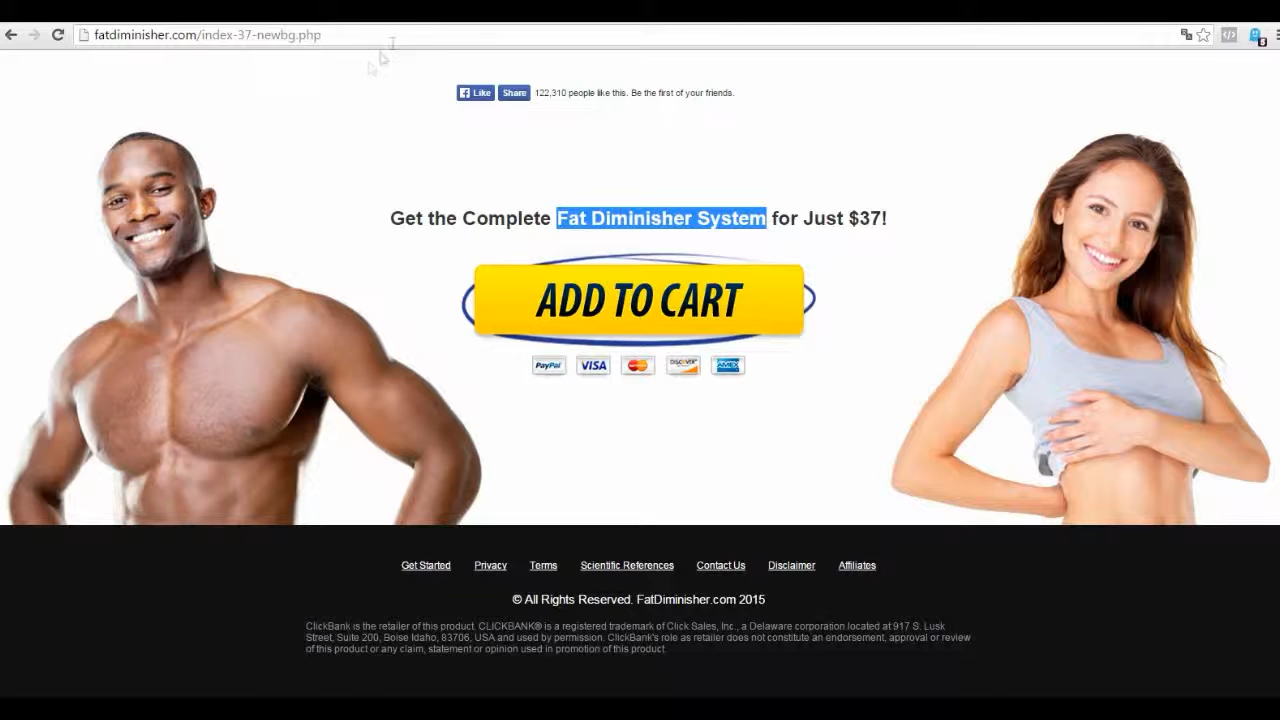 fatdiminisher.com/index-37-newbg.php
Like Share 122,310 people like this. Be the first of your friends.
Get the Complete Fat Diminisher System for Just $37!
ADD TO CART
PayPal VISA MasterCard DISCOVER AMEX
Get Started Privacy Terms Scientific References Contact Us Disclaimer Affiliates
© All Rights Reserved. FatDiminisher.com 2015
ClickBank is the retailer of this product. CLICKBANK® is a registered trademark of Click Sales, Inc., a Delaware corporation located at 917 S. Lusk
Street, Suite 200, Boise Idaho, 83706, USA and used by permission. ClickBank's role as retailer does not constitute an endorsement, approval or review
of this product or any claim, statement or opinion used in promotion of this product.